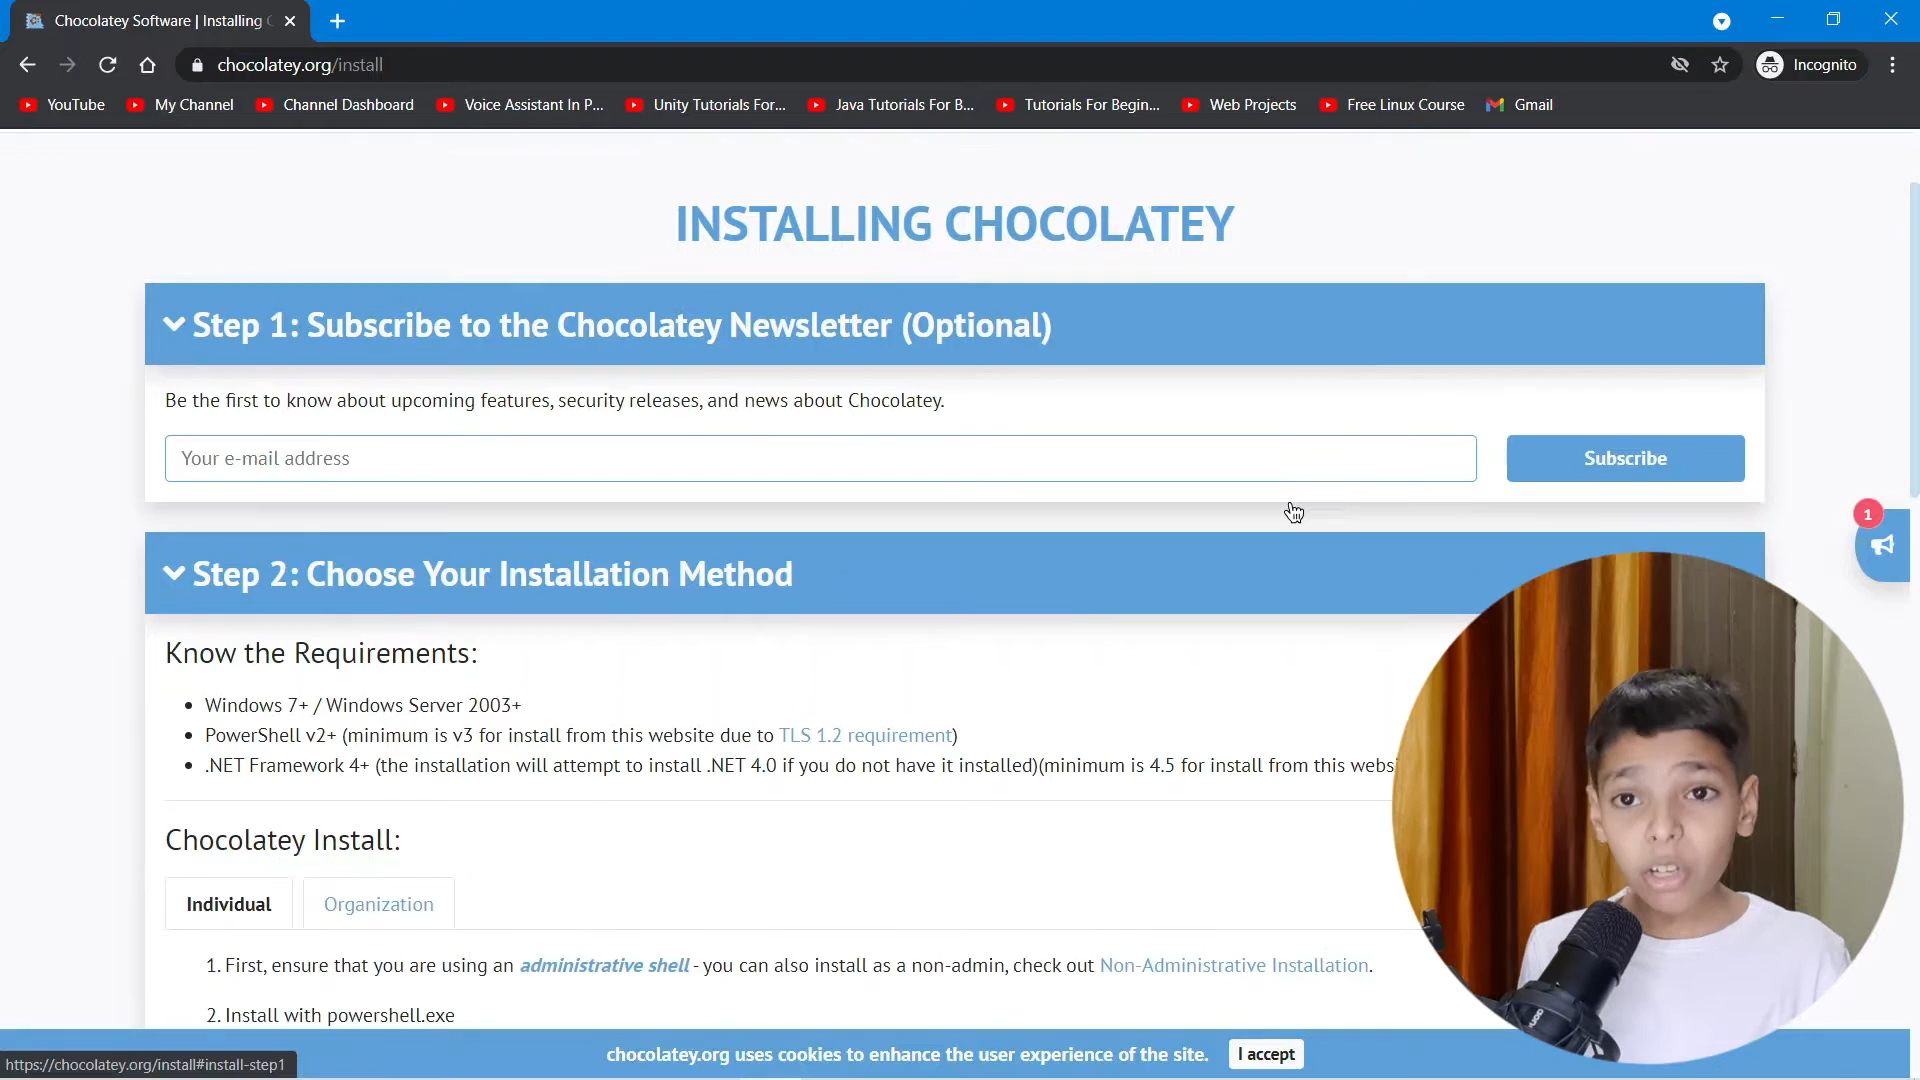 Chocolatey Software | Installing C
chocolatey.org/install
Incognito
YouTube
My Channel
Channel Dashboard
Voice Assistant In P...
Unity Tutorials For...
Java Tutorials For B...
Tutorials For Begin...
Web Projects
Free Linux Course
Gmail
INSTALLING CHOCOLATEY
Step 1: Subscribe to the Chocolatey Newsletter (Optional)
Be the first to know about upcoming features, security releases, and news about Chocolatey.
Your e-mail address
Subscribe
1
Step 2: Choose Your Installation Method
Know the Requirements:
• Windows 7+ / Windows Server 2003+
• PowerShell v2+ (minimum is v3 for install from this website due to TLS 1.2 requirement)
• .NET Framework 4+ (the installation will attempt to install .NET 4.0 if you do not have it installed)(minimum is 4.5 for install from this websi
Chocolatey Install:
Individual
Organization
1. First, ensure that you are using an administrative shell - you can also install as a non-admin, check out Non-Administrative Installation.
2. Install with powershell.exe
chocolatey.org uses cookies to enhance the user experience of the site.
I accept
https://chocolatey.org/install#install-step1